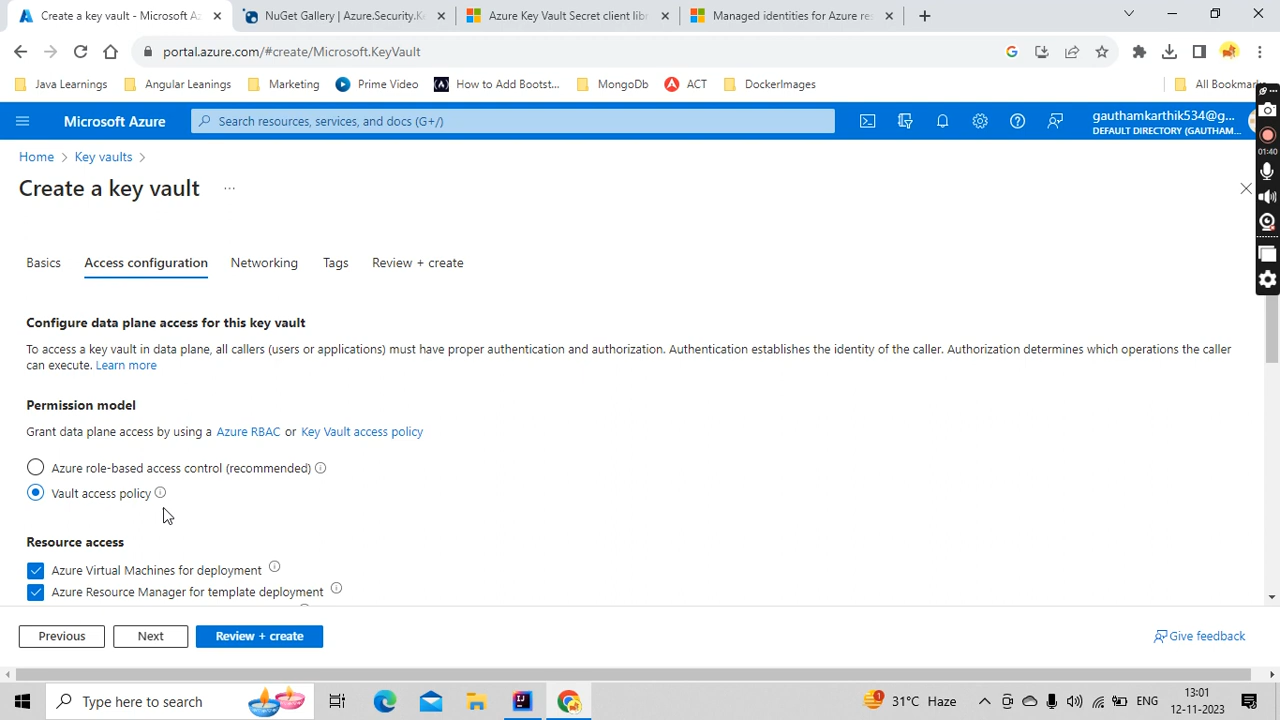 Create a key vault - Microsoft Az
NuGet Gallery | Azure.Security.Ke
Azure Key Vault Secret client libr
Managed identities for Azure res
portal.azure.com/#create/Microsoft.KeyVault
Java Learnings
Angular Leanings
Marketing
Prime Video
How to Add Bootst...
MongoDb
ACT
DockerImages
All Bookmark
Microsoft Azure
Search resources, services, and docs (G+/)
gauthamkarthik534@g...
DEFAULT DIRECTORY (GAUTHAM...
01:40
Home > Key vaults >
Create a key vault ...
Basics
Access configuration
Networking
Tags
Review + create
Configure data plane access for this key vault
To access a key vault in data plane, all callers (users or applications) must have proper authentication and authorization. Authentication establishes the identity of the caller. Authorization determines which operations the caller
can execute. Learn more
Permission model
Grant data plane access by using a Azure RBAC or Key Vault access policy
Azure role-based access control (recommended)
Vault access policy
Resource access
Azure Virtual Machines for deployment
Azure Resource Manager for template deployment
Previous
Next
Review + create
Give feedback
Type here to search
1
31°C Haze
ENG
13:01
12-11-2023